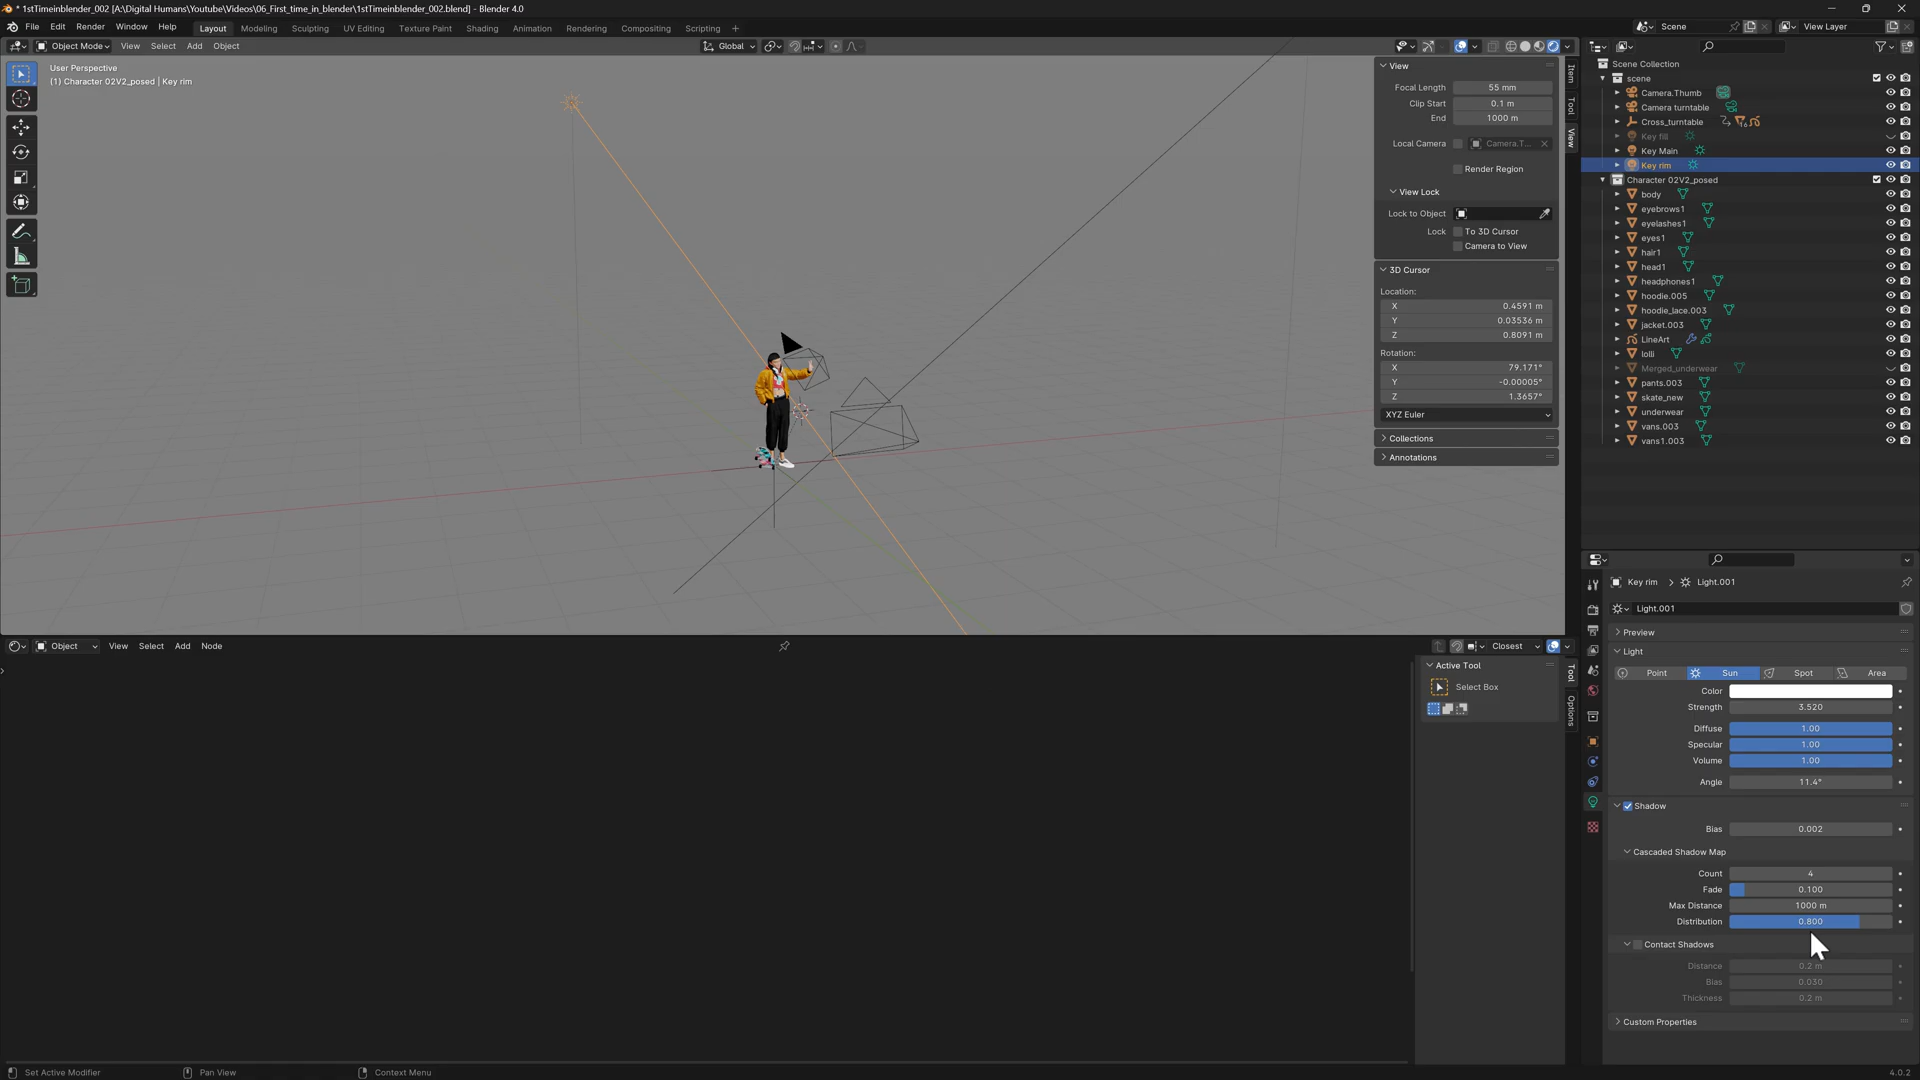 * 1stTimeinblender_002 [A:\Digital Humans\Youtube\Videos\06_First_time_in_blender\1stTimeinblender_002.blend] - Blender 4.0
File Edit Render Window Help Layout Modeling Sculpting UV Editing Texture Paint Shading Animation Rendering Compositing Scripting + Scene View Layer
Object Mode View Select Add Object Global
User Perspective
(1) Character 02V2_posed | Key rim
View
Focal Length 55 mm
Clip Start 0.1 m
End 1000 m
Local Camera Camera.T...
Render Region
View Lock
Lock to Object
Lock To 3D Cursor
Camera to View
3D Cursor
Location:
X 0.4591 m
Y 0.03536 m
Z 0.8091 m
Rotation:
X 79.171°
Y -0.00005°
Z 1.3657°
XYZ Euler
Collections
Annotations
Item
Tool
View
Scene Collection
scene
Camera.Thumb
Camera turntable
Cross_turntable
Key fill
Key Main
Key rim
Character 02V2_posed
body
eyebrows1
eyelashes1
eyes1
hair1
head1
headphones1
hoodie.005
hoodie_lace.003
jacket.003
LineArt
lolli
Merged_underwear
pants.003
skate_new
underwear
vans.003
vans1.003
Object View Select Add Node Closest
Active Tool
Select Box
Tool
Options
Key rim > Light.001
Light.001
Preview
Light
Point Sun Spot Area
Color
Strength 3.520
Diffuse 1.00
Specular 1.00
Volume 1.00
Angle 11.4°
Shadow
Bias 0.002
Cascaded Shadow Map
Count 4
Fade 0.100
Max Distance 1000 m
Distribution 0.800
Contact Shadows
Distance 0.2 m
Bias 0.030
Thickness 0.2 m
Custom Properties
Set Active Modifier Pan View Context Menu 4.0.2